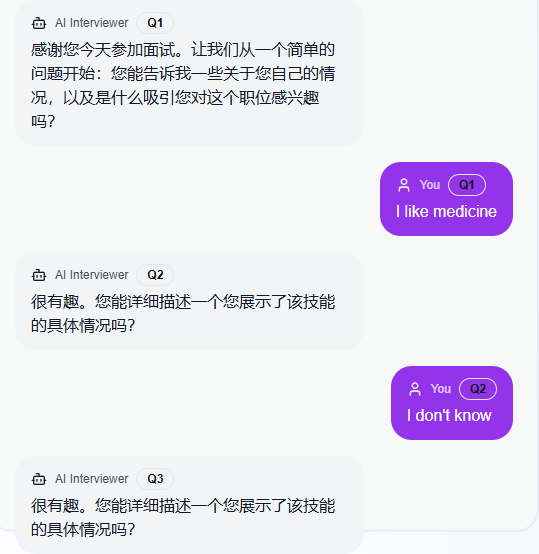 AI Interviewer Q1
感谢您今天参加面试。让我们从一个简单的
问题开始：您能告诉我一些关于您自己的情
况，以及是什么吸引您对这个职位感兴趣
吗？
You Q1
I like medicine
AI Interviewer Q2
很有趣。您能详细描述一个您展示了该技能
的具体情况吗？
You Q2
I don't know
AI Interviewer Q3
很有趣。您能详细描述一个您展示了该技能
的具体情况吗？